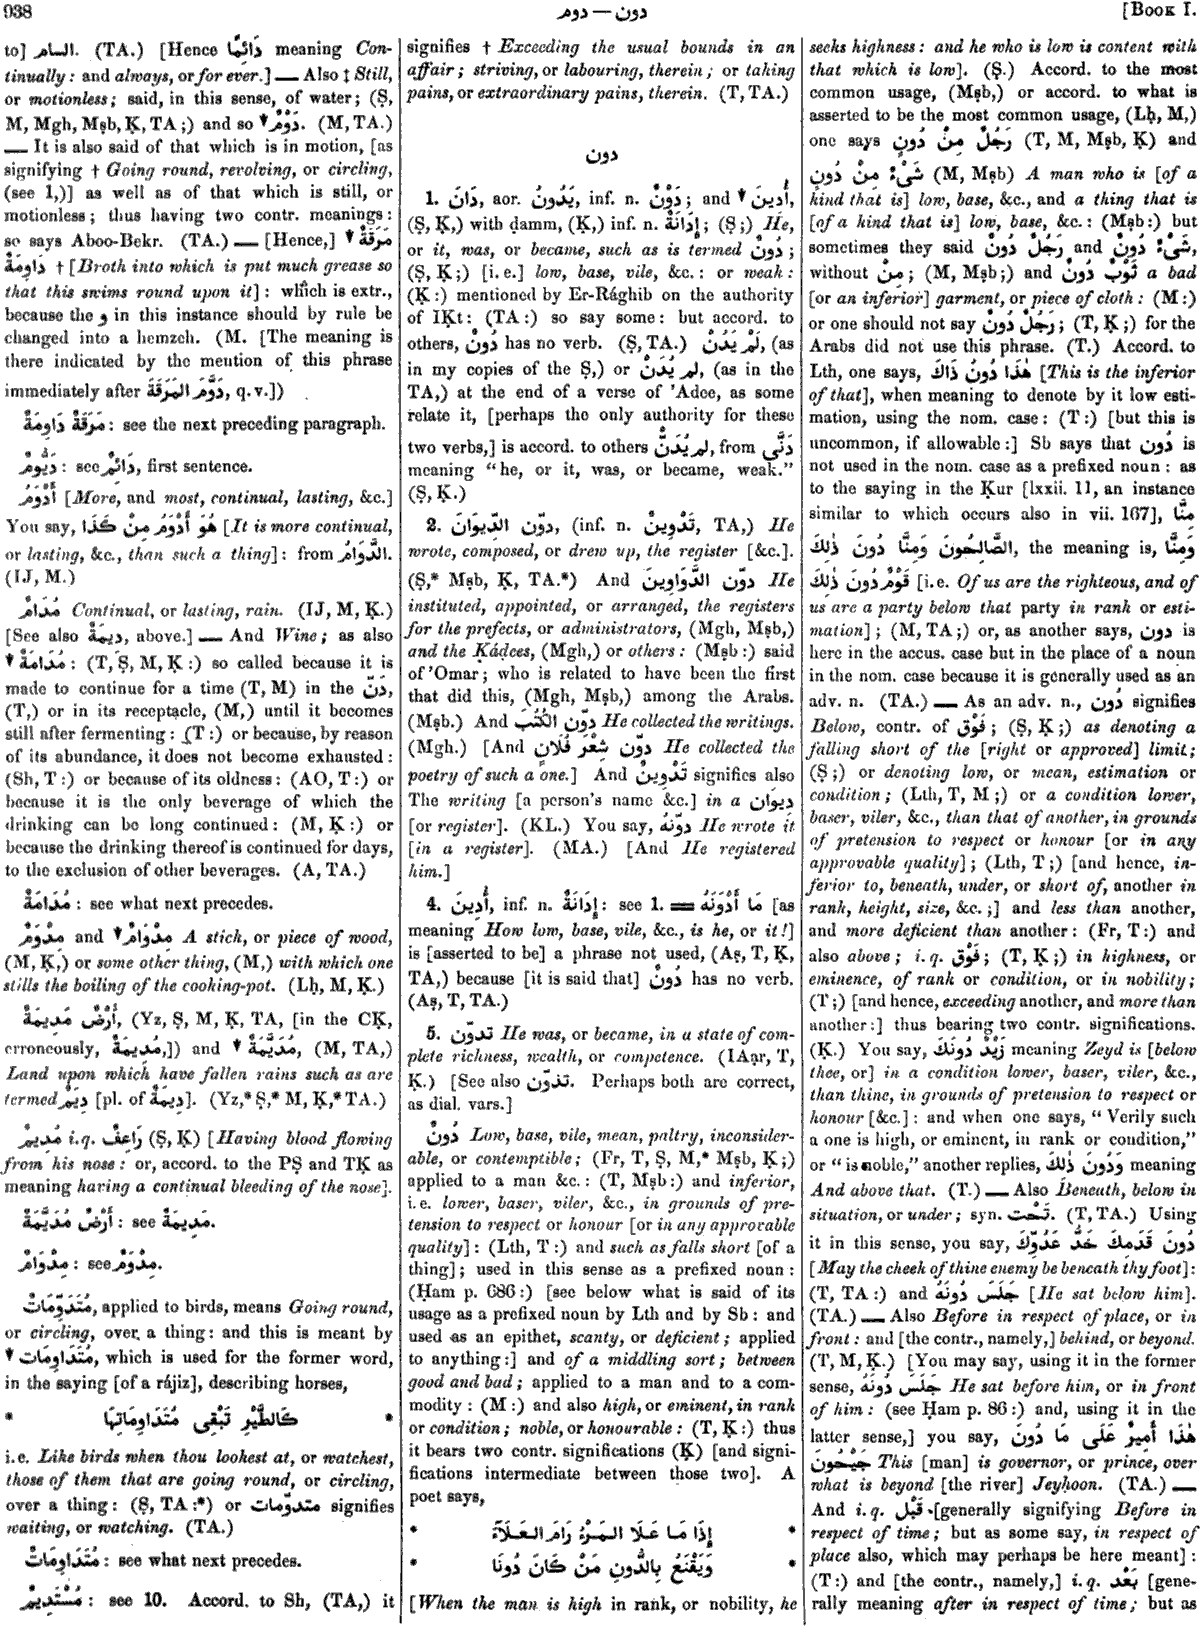 938
دون — دوم
[BOOK I.
to] السام. (TA.) [Hence دَائِمًا meaning Con-
tinually: and always, or for ever.] — Also ‡ Still,
or motionless; said, in this sense, of water; (Ṣ,
M, Mgh, Mṣb, Ḳ, TA;) and so ▾ دَوْمٌ. (M, TA.)
— It is also said of that which is in motion, [as
signifying † Going round, revolving, or circling,
(see 1,)] as well as of that which is still, or
motionless; thus having two contr. meanings:
so says Aboo-Bekr. (TA.) — [Hence,] ▾ مَرَقَةٌ
دَاوِمَةٌ † [Broth into which is put much grease so
that this swims round upon it]: which is extr.,
because the و in this instance should by rule be
changed into a hemzeh. (M. [The meaning is
there indicated by the mention of this phrase
immediately after دَوَّمَ المَرَقَةَ, q. v.])
مَرَقَةٌ دَاوِمَةٌ: see the next preceding paragraph.
دَيُّومٌ: see دَائِمٌ, first sentence.
أَدْوَمُ [More, and most, continual, lasting, &c.]
You say, هُوَ أَدْوَمُ مِنْ كَذَا [It is more continual,
or lasting, &c., than such a thing]: from الدَّوَامُ.
(IJ, M.)
مُدَامٌ Continual, or lasting, rain. (IJ, M, Ḳ.)
[See also دِيمَةٌ, above.] — And Wine; as also
▾ مُدَامَةٌ: (T, Ṣ, M, Ḳ:) so called because it is
made to continue for a time (T, M) in the دَنّ,
(T,) or in its receptacle, (M,) until it becomes
still after fermenting: (T:) or because, by reason
of its abundance, it does not become exhausted:
(Sh, T:) or because of its oldness: (AO, T:) or
because it is the only beverage of which the
drinking can be long continued: (M, Ḳ:) or
because the drinking thereof is continued for days,
to the exclusion of other beverages. (A, TA.)
مُدَامَةٌ: see what next precedes.
مِدْوَمٌ and ▾ مِدْوَامٌ A stick, or piece of wood,
(M, Ḳ,) or some other thing, (M,) with which one
stills the boiling of the cooking-pot. (Lḥ, M, Ḳ.)
أَرْضٌ مَدِيمَةٌ, (Yz, Ṣ, M, Ḳ, TA, [in the CḲ,
erroneously, مُدِيمَةٌ,]) and ▾ مُدَيَّمَةٌ, (M, TA,)
Land upon which have fallen rains such as are
termed دِيَمٌ [pl. of دِيمَةٌ]. (Yz,* Ṣ,* M, Ḳ,* TA.)
مُدِيمٌ i. q. رَاعِفٌ (Ṣ, Ḳ) [Having blood flowing
from his nose: or, accord. to the PṢ and TḲ as
meaning having a continual bleeding of the nose].
أَرْضٌ مُدَيَّمَةٌ: see مَدِيمَةٌ.
مِدْوَامٌ: see مِدْوَمٌ.
مُتَدَوِّمَاتٌ, applied to birds, means Going round,
or circling, over a thing: and this is meant by
▾ مُتَدَاوِمَات, which is used for the former word,
in the saying [of a rájiz], describing horses,
* كَالطَّيْرِ تَبْقِى مُتَدَاوِمَاتِهَا *
i. e. Like birds when thou lookest at, or watchest,
those of them that are going round, or circling,
over a thing: (Ṣ, TA:*) or متدوّمات signifies
waiting, or watching. (TA.)
مُتَدَاوِمَاتٌ: see what next precedes.
مُسْتَدِيمٌ: see 10. Accord. to Sh, (TA,) it
signifies † Exceeding the usual bounds in an
affair; striving, or labouring, therein; or taking
pains, or extraordinary pains, therein. (T, TA.)
دون
1. دَانَ, aor. يَدُونُ, inf. n. دَوْنٌ; and ▾ أُدِينَ,
(Ṣ, Ḳ,) with ḍamm, (Ḳ,) inf. n. إِدَانَةٌ; (Ṣ;) He,
or it, was, or became, such as is termed دُونٌ;
(Ṣ, Ḳ;) [i. e.] low, base, vile, &c.: or weak:
(Ḳ:) mentioned by Er-Rághib on the authority
of IḲt: (TA:) so say some: but accord. to
others, دُونٌ has no verb. (Ṣ, TA.) لَمْ يَدُنْ, (as
in my copies of the Ṣ,) or لم يُدَنْ, (as in the
TA,) at the end of a verse of 'Adee, as some
relate it, [perhaps the only authority for these
two verbs,] is accord. to others لم يُدَنَّ, from دَنَّى
meaning "he, or it, was, or became, weak."
(Ṣ, Ḳ.)
2. دوّن الدِّيوَانَ, (inf. n. تَدْوِينٌ, TA,) He
wrote, composed, or drew up, the register [&c.].
(Ṣ,* Mṣb, Ḳ, TA.*) And دوّن الدَّوَاوِينَ He
instituted, appointed, or arranged, the registers
for the prefects, or administrators, (Mgh, Mṣb,)
and the Ḳáḍees, (Mgh,) or others: (Mṣb:) said
of 'Omar; who is related to have been the first
that did this, (Mgh, Mṣb,) among the Arabs.
(Mṣb.) And دوّن الكُتُبَ He collected the writings.
(Mgh.) [And دوّن شِعْرَ فُلَانٍ He collected the
poetry of such a one.] And تَدْوِينٌ signifies also
The writing [a person's name &c.] in a دِيوَان
[or register]. (KL.) You say, دوّنهُ He wrote it
[in a register]. (MA.) [And He registered
him.]
4. أُدِينَ, inf. n. إِدَانَةٌ: see 1. == مَا أَدْوَنَهُ [as
meaning How low, base, vile, &c., is he, or it!]
is [asserted to be] a phrase not used, (Aṣ, T, Ḳ,
TA,) because [it is said that] دُونٌ has no verb.
(Aṣ, T, TA.)
5. تدوّن He was, or became, in a state of com-
plete richness, wealth, or competence. (IAạr, T,
Ḳ.) [See also تذوّن. Perhaps both are correct,
as dial. vars.]
دُونٌ Low, base, vile, mean, paltry, inconsider-
able, or contemptible; (Fr, T, Ṣ, M,* Mṣb, Ḳ;)
applied to a man &c.: (T, Mṣb:) and inferior,
i. e. lower, baser, viler, &c., in grounds of pre-
tension to respect or honour [or in any approvable
quality]: (Lth, T:) and such as falls short [of a
thing]; used in this sense as a prefixed noun:
(Ḥam p. 686:) [see below what is said of its
usage as a prefixed noun by Lth and by Sb: and
used as an epithet, scanty, or deficient; applied
to anything:] and of a middling sort; between
good and bad; applied to a man and to a com-
modity: (M:) and also high, or eminent, in rank
or condition; noble, or honourable: (T, Ḳ:) thus
it bears two contr. significations (Ḳ) [and signi-
fications intermediate between those two]. A
poet says,
* إِذَا مَا عَلَا المَرْءُ رَامَ العَلَآءَ *
* وَيَقْنَعُ بِالدُّونِ مَنْ كَانَ دُونَا *
[When the man is high in rank, or nobility, he
seeks highness: and he who is low is content with
that which is low]. (Ṣ.) Accord. to the most
common usage, (Mṣb,) or accord. to what is
asserted to be the most common usage, (Lḥ, M,)
one says رَجُلٌ مِنْ دُونٍ (T, M, Mṣb, Ḳ) and
شَىْءٌ مِنْ دُونٍ (M, Mṣb) A man who is [of a
kind that is] low, base, &c., and a thing that is
[of a kind that is] low, base, &c.: (Mṣb:) but
sometimes they said رَجُلٌ دُونٌ and شَىْءٌ دُونٌ,
without مِنْ; (M, Mṣb;) and ثَوْبٌ دُونٌ a bad
[or an inferior] garment, or piece of cloth: (M:)
or one should not say رَجُلٌ دُونٌ; (T, Ḳ;) for the
Arabs did not use this phrase. (T.) Accord. to
Lth, one says, هٰذَا دُونُ ذَاكَ [This is the inferior
of that], when meaning to denote by it low esti-
mation, using the nom. case: (T:) [but this is
uncommon, if allowable:] Sb says that دُون is
not used in the nom. case as a prefixed noun: as
to the saying in the Ḳur [lxxii. 11, an instance
similar to which occurs also in vii. 167], مِنَّا
الصَّالِحُونَ وَمِنَّا دُونَ ذٰلِكَ, the meaning is, وَمِنَّا
قَوْمٌ دُونَ ذٰلِكَ [i. e. Of us are the righteous, and of
us are a party below that party in rank or esti-
mation]; (M, TA;) or, as another says, دون is
here in the accus. case but in the place of a noun
in the nom. case because it is generally used as an
adv. n. (TA.) — As an adv. n., دُونَ signifies
Below, contr. of فَوْقَ; (Ṣ, Ḳ;) as denoting a
falling short of the [right or approved] limit;
(Ṣ;) or denoting low, or mean, estimation or
condition; (Lth, T, M;) or a condition lower,
baser, viler, &c., than that of another, in grounds
of pretension to respect or honour [or in any
approvable quality]; (Lth, T;) [and hence, in-
ferior to, beneath, under, or short of, another in
rank, height, size, &c.;] and less than another,
and more deficient than another: (Fr, T:) and
also above; i. q. فَوْقَ; (T, Ḳ;) in highness, or
eminence, of rank or condition, or in nobility;
(T;) [and hence, exceeding another, and more than
another:] thus bearing two contr. significations.
(Ḳ.) You say, زَيْدٌ دُونَكَ meaning Zeyd is [below
thee, or] in a condition lower, baser, viler, &c.,
than thine, in grounds of pretension to respect or
honour [&c.]: and when one says, "Verily such
a one is high, or eminent, in rank or condition,"
or "is noble," another replies, وَدُونَ ذٰلِكَ meaning
And above that. (T.) — Also Beneath, below in
situation, or under; syn. تَحْتَ. (T, TA.) Using
it in this sense, you say, دُونَ قَدَمِكَ خَدُّ عَدُوِّكَ
[May the cheek of thine enemy be beneath thy foot]:
(T, TA:) and جَلَسَ دُونَهُ [He sat below him].
(TA.) — Also Before in respect of place, or in
front: and [the contr., namely,] behind, or beyond.
(T, M, Ḳ.) [You may say, using it in the former
sense, جَلَسَ دُونَهُ He sat before him, or in front
of him: (see Ḥam p. 86:) and, using it in the
latter sense,] you say, هٰذَا أَمِيرٌ عَلَى مَا دُونَ
جَيْحُونَ This [man] is governor, or prince, over
what is beyond [the river] Jeyḥoon. (TA.) —
And i. q. قَبْلَ [generally signifying Before in
respect of time; but as some say, in respect of
place also, which may perhaps be here meant]:
(T:) and [the contr., namely,] i. q. بَعْدَ [gene-
rally meaning after in respect of time; but as